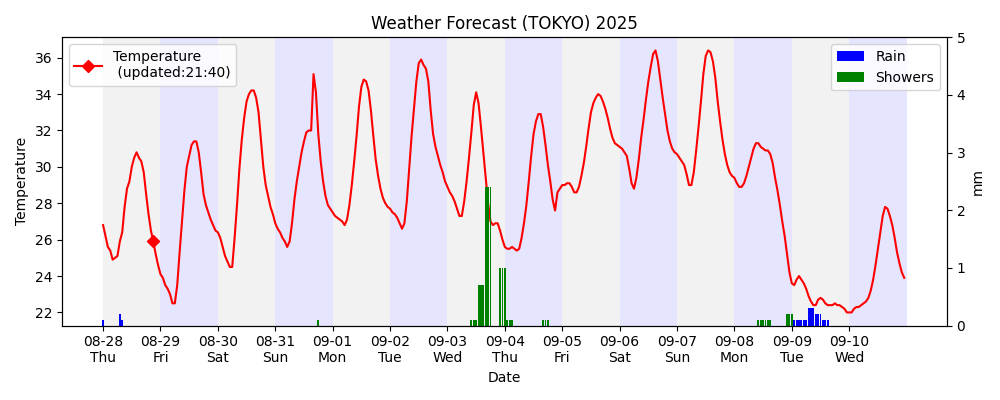 Weather Forecast (TOKYO) 2025
Temperature
(updated:21:40)
Rain
Showers
Temperature
36
34
32
30
28
26
24
22
5
4
3
2
1
0
mm
08-28 08-29 08-30 08-31 09-01 09-02 09-03 09-04 09-05 09-06 09-07 09-08 09-09 09-10
Thu Fri Sat Sun Mon Tue Wed Thu Fri Sat Sun Mon Tue Wed
Date